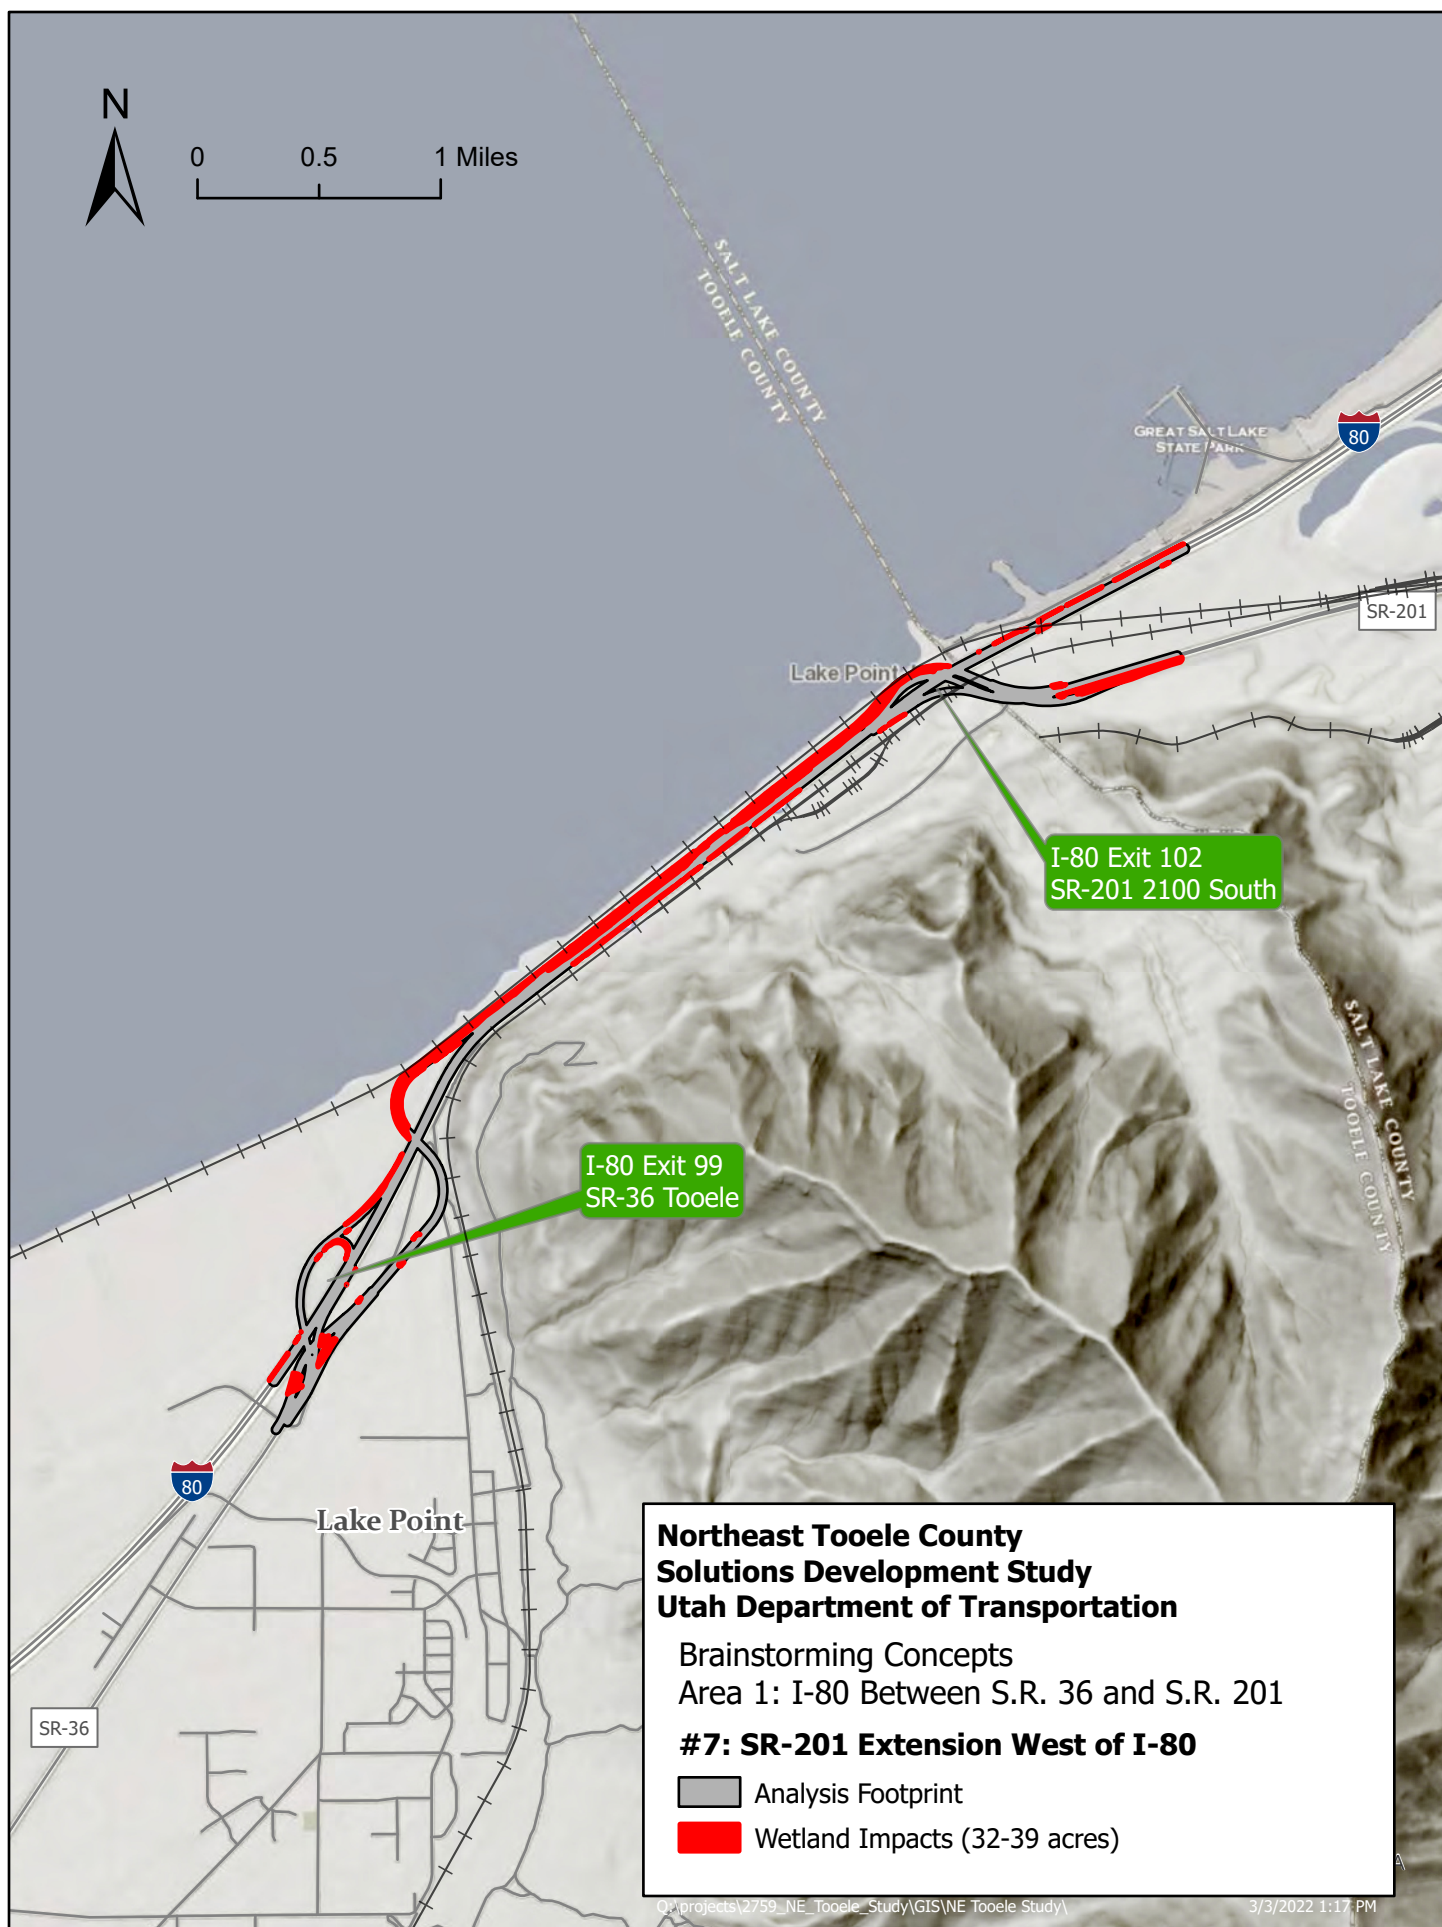 N
0 0.5 1 Miles
SALT LAKE COUNTY
TOOELE COUNTY
GREAT SALT LAKE
STATE PARK
80
SR-201
Lake Point
I-80 Exit 102
SR-201 2100 South
SALT LAKE COUNTY
TOOELE COUNTY
I-80 Exit 99
SR-36 Tooele
80
Lake Point
SR-36
Northeast Tooele County
Solutions Development Study
Utah Department of Transportation
Brainstorming Concepts
Area 1: I-80 Between S.R. 36 and S.R. 201
#7: SR-201 Extension West of I-80
Analysis Footprint
Wetland Impacts (32-39 acres)
Q:\projects\2759_NE_Tooele_Study\GIS\NE Tooele Study\
3/3/2022 1:17 PM